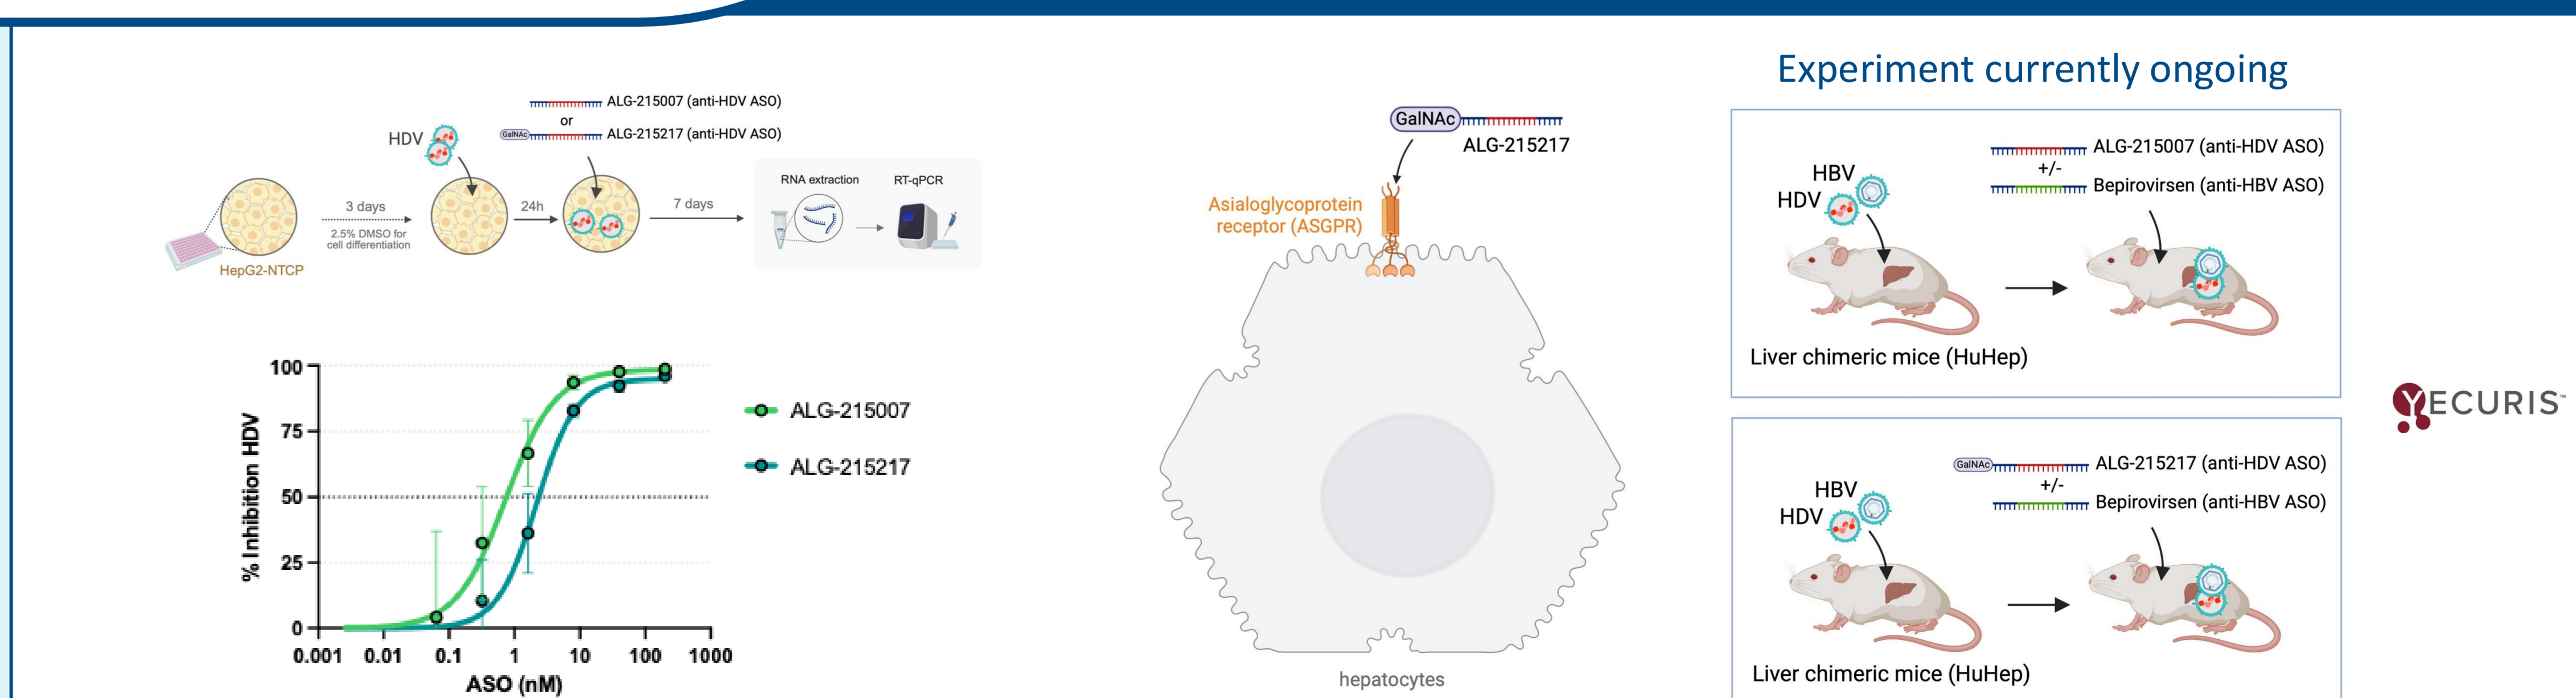 ALG-215007 (anti-HDV ASO)
or
GalNAc
ALG-215217 (anti-HDV ASO)
HDV
3 days
2.5% DMSO for
cell differentiation
24h
7 days
RNA extraction
RT-qPCR
HepG2-NTCP
% Inhibition HDV
100
75
50
25
0
0.001 0.01 0.1 1 10 100 1000
ASO (nM)
ALG-215007
ALG-215217
GalNAc
ALG-215217
Asialoglycoprotein
receptor (ASGPR)
hepatocytes
Experiment currently ongoing
HBV
HDV
ALG-215007 (anti-HDV ASO)
+/-
Bepirovirsen (anti-HBV ASO)
Liver chimeric mice (HuHep)
HBV
HDV
GalNAc
ALG-215217 (anti-HDV ASO)
+/-
Bepirovirsen (anti-HBV ASO)
Liver chimeric mice (HuHep)
YECURIS™